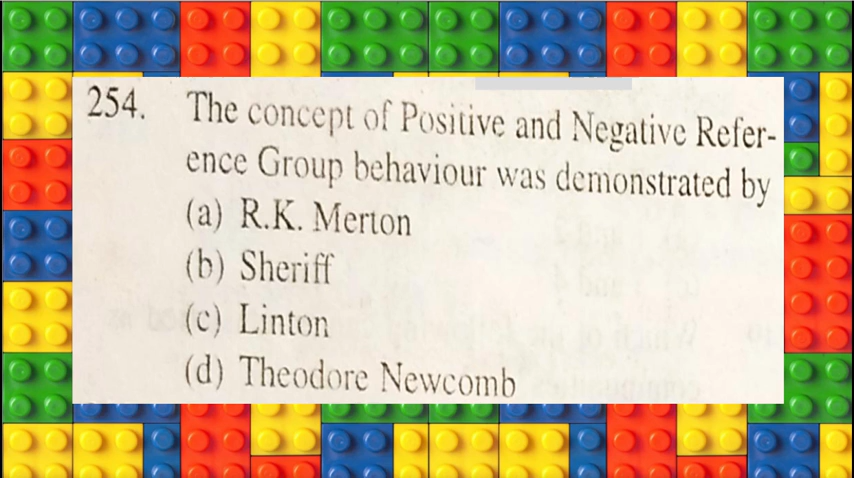 254. The concept of Positive and Negative Refer-
ence Group behaviour was demonstrated by
(a) R.K. Merton
(b) Sheriff
(c) Linton
(d) Theodore Newcomb